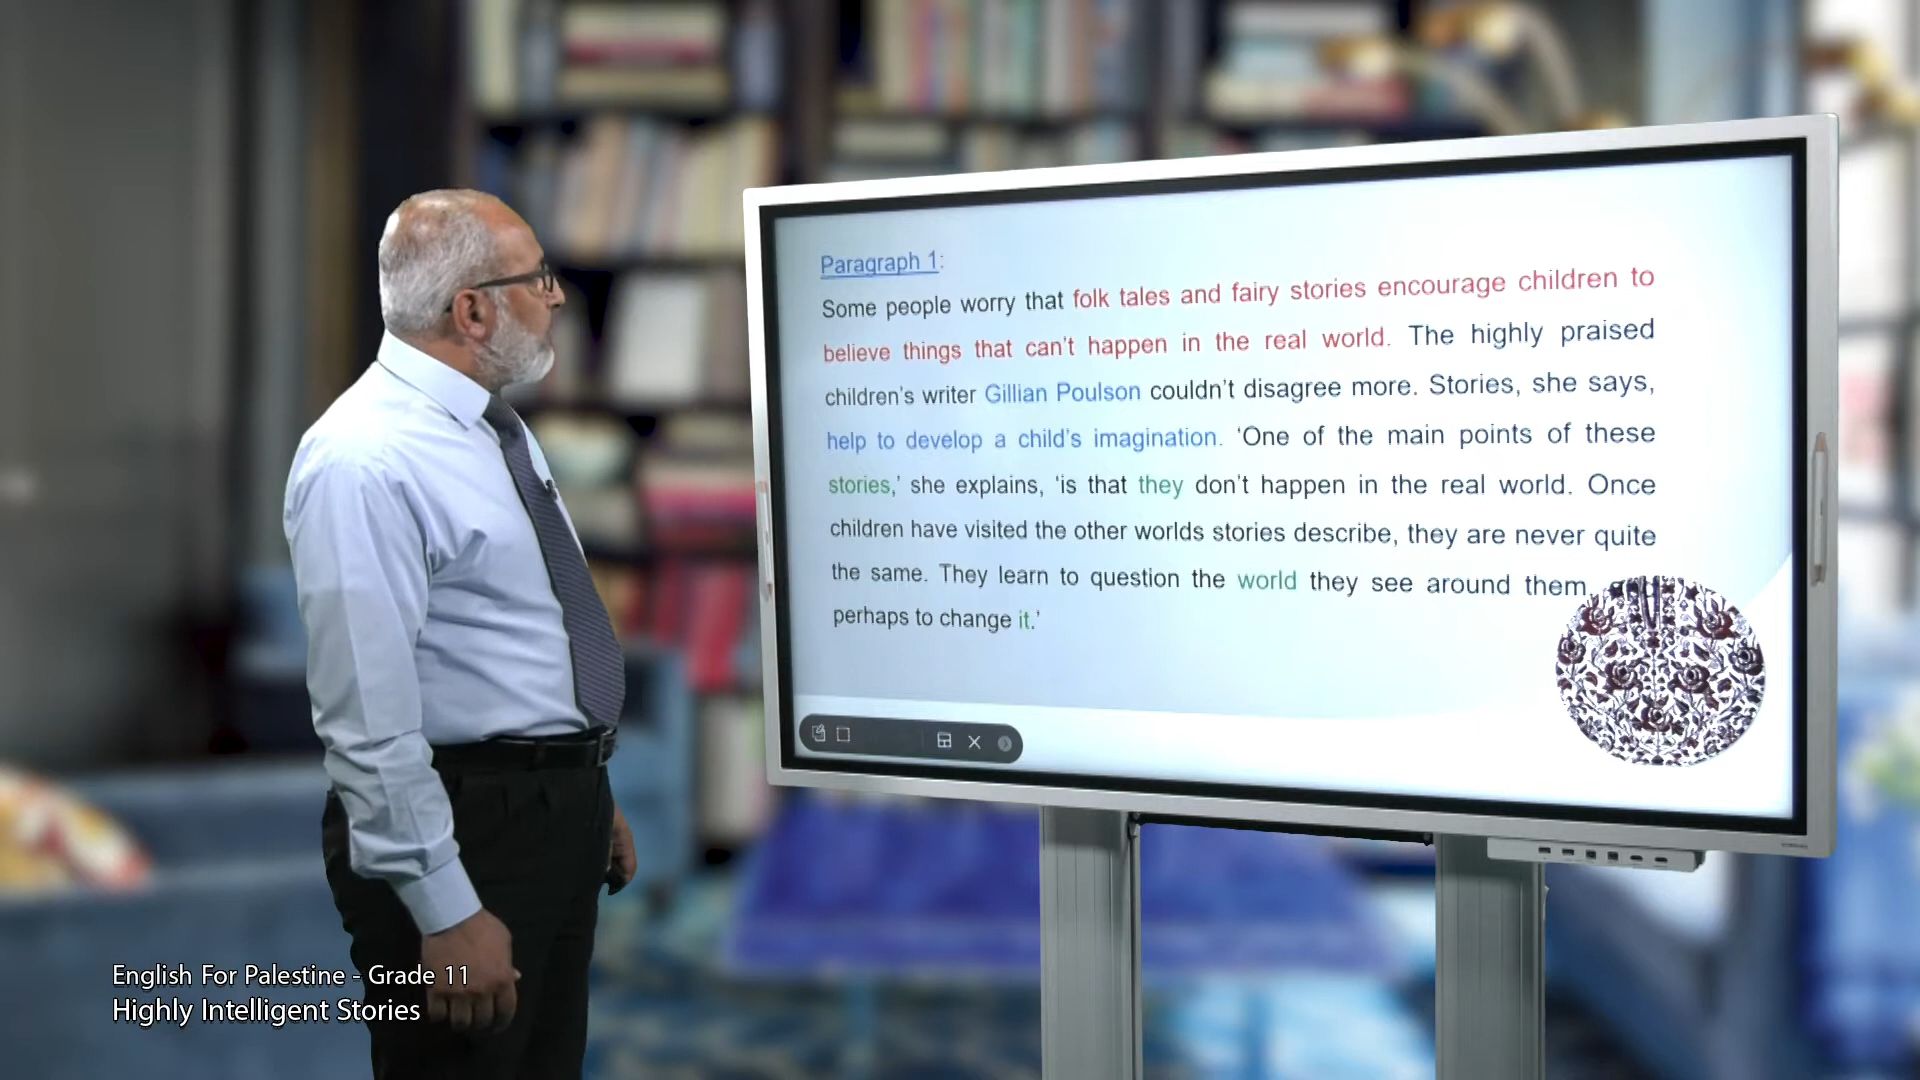 Paragraph 1:
Some people worry that folk tales and fairy stories encourage children to
believe things that can't happen in the real world. The highly praised
children's writer Gillian Poulson couldn't disagree more. Stories, she says,
help to develop a child's imagination. 'One of the main points of these
stories,' she explains, 'is that they don't happen in the real world. Once
children have visited the other worlds stories describe, they are never quite
the same. They learn to question the world they see around them, and
perhaps to change it.'
English For Palestine - Grade 11
Highly Intelligent Stories